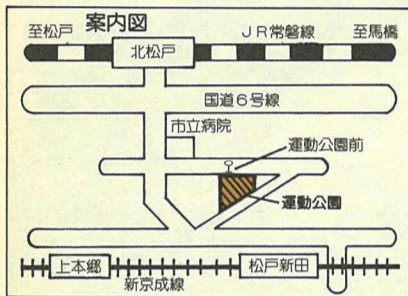 案内図
至松戸
JR常磐線
至馬橋
北松戸
国道6号線
市立病院
運動公園前
運動公園
上本郷
松戸新田
新京成線